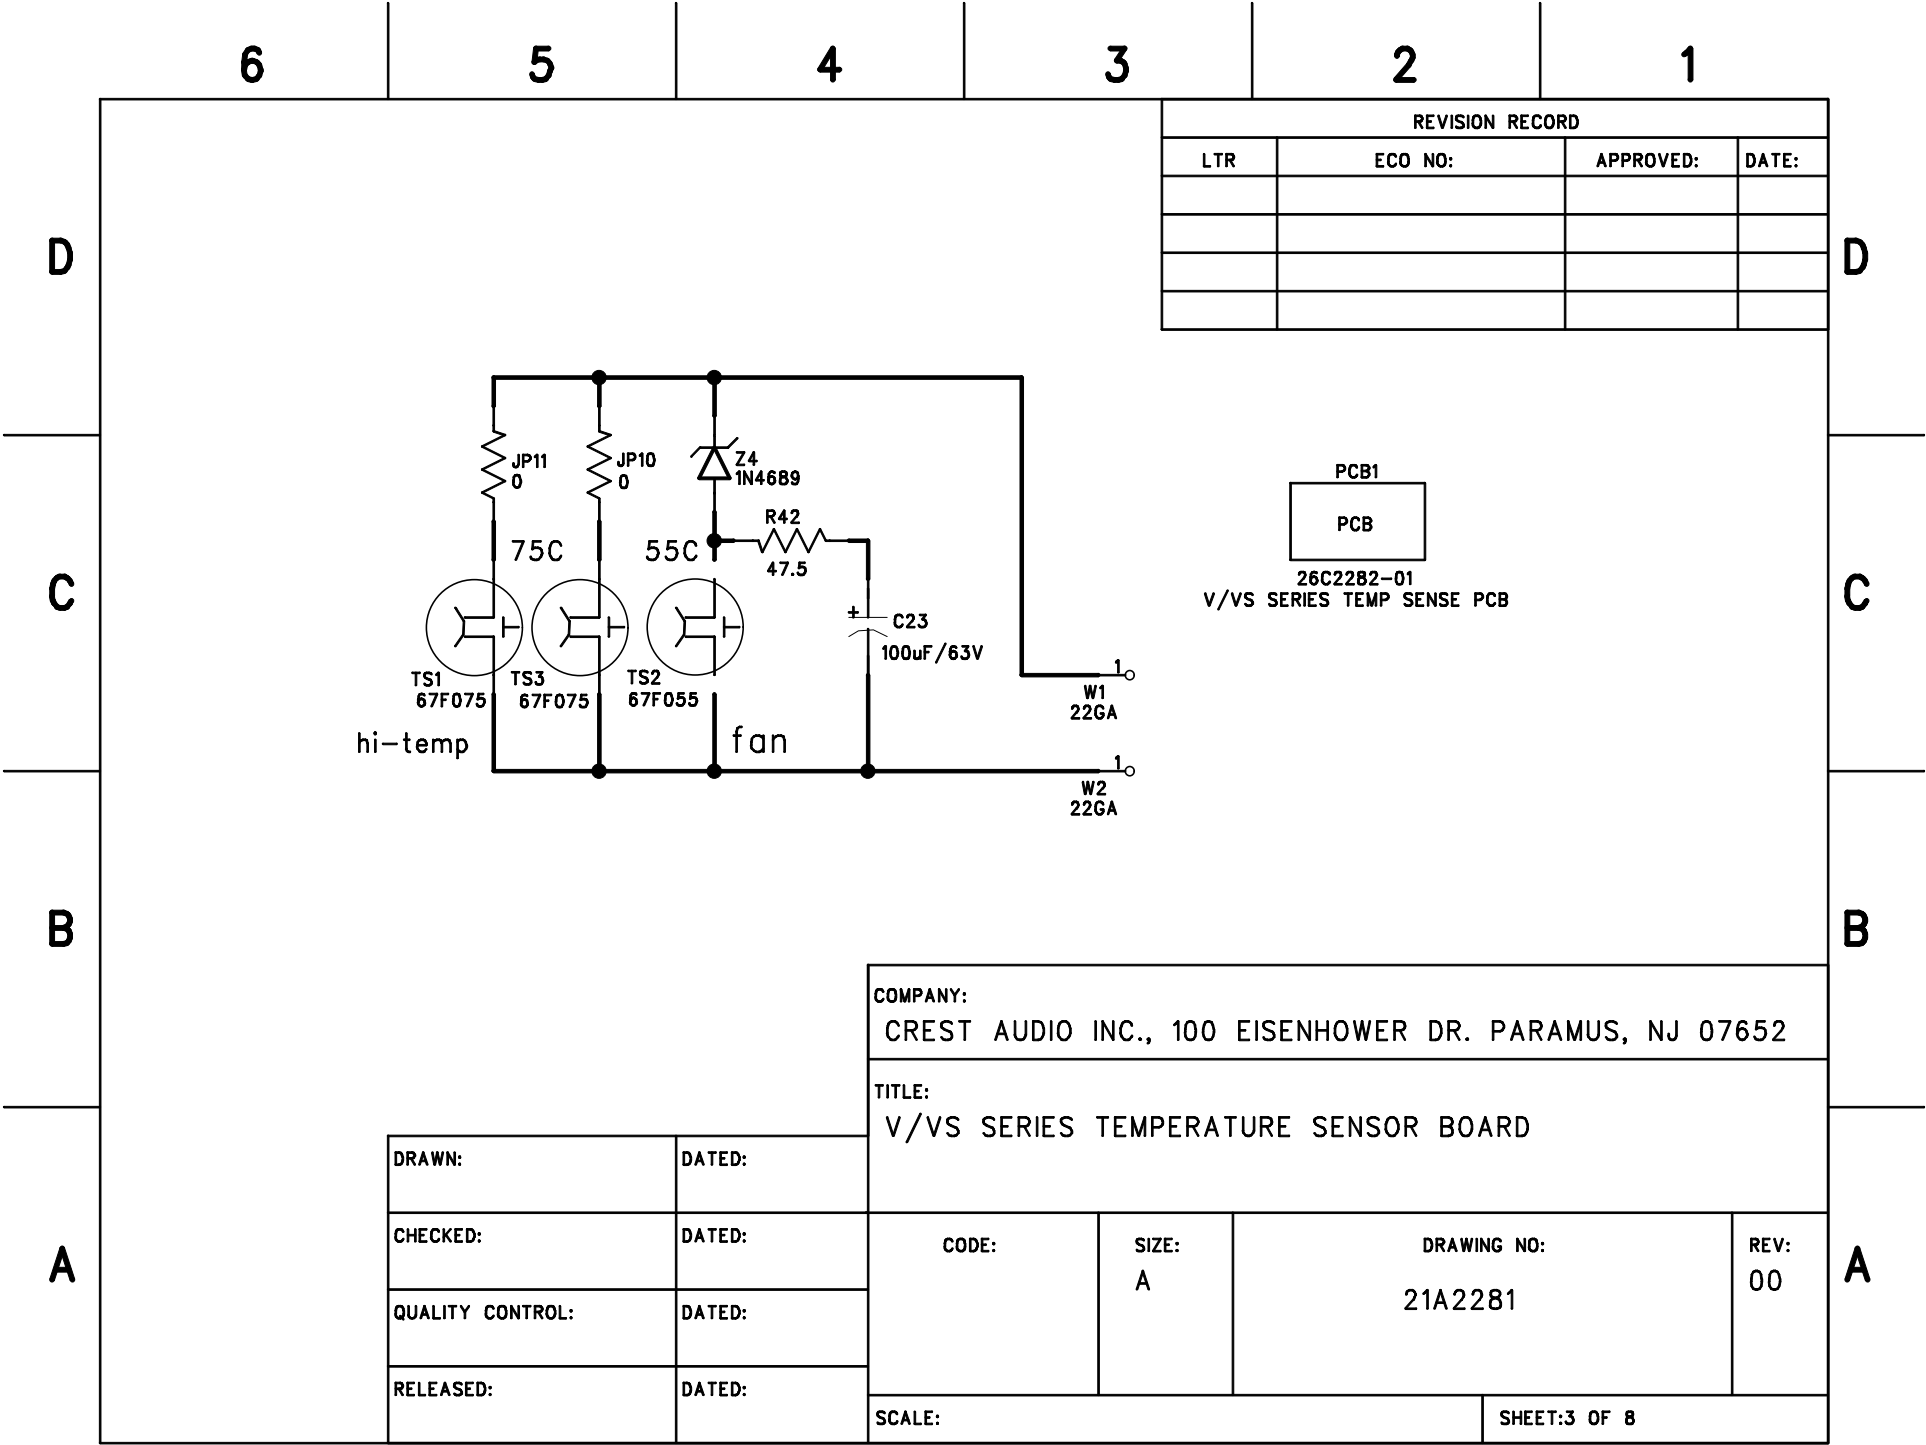 6 5 4 3 2 1
REVISION RECORD
LTR ECO NO: APPROVED: DATE:
D D
JP11
0
JP10
0
Z4
1N4689
R42
47.5
75C 55C
PCB1
PCB
26C2282-01
V/VS SERIES TEMP SENSE PCB
C C
+
C23
100uF/63V
TS1
67F075
TS3
67F075
TS2
67F055
hi-temp
fan
1
W1
22GA
1
W2
22GA
B B
COMPANY:
CREST AUDIO INC., 100 EISENHOWER DR. PARAMUS, NJ 07652
TITLE:
V/VS SERIES TEMPERATURE SENSOR BOARD
DRAWN: DATED:
CHECKED: DATED:
QUALITY CONTROL: DATED:
RELEASED: DATED:
CODE:
SIZE:
A
DRAWING NO:
21A2281
REV:
00
A A
SCALE:
SHEET:3 OF 8